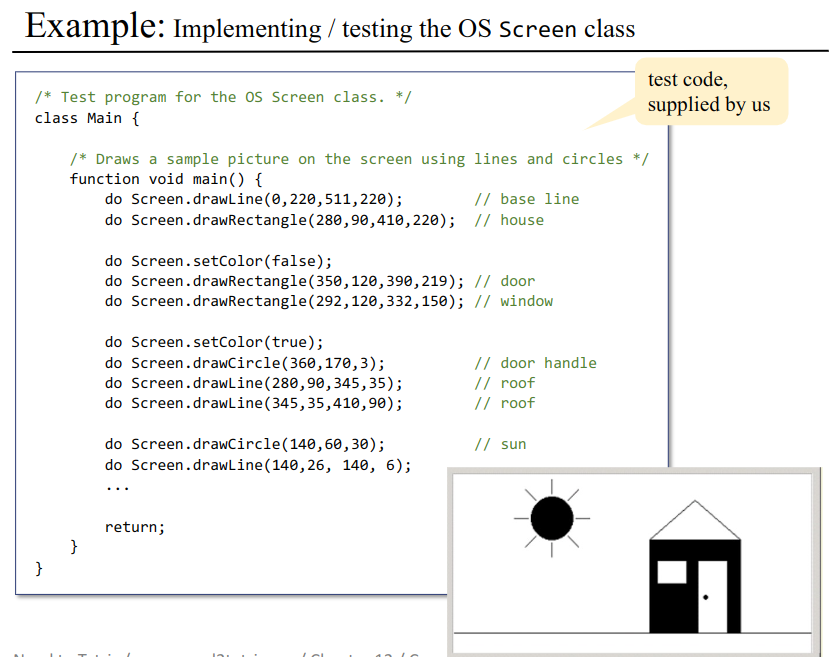 Example: Implementing / testing the OS Screen class
test code,
supplied by us
/* Test program for the OS Screen class. */
class Main {
/* Draws a sample picture on the screen using lines and circles */
function void main() {
do Screen.drawLine(0,220,511,220); // base line
do Screen.drawRectangle(280,90,410,220); // house
do Screen.setColor(false);
do Screen.drawRectangle(350,120,390,219); // door
do Screen.drawRectangle(292,120,332,150); // window
do Screen.setColor(true);
do Screen.drawCircle(360,170,3); // door handle
do Screen.drawLine(280,90,345,35); // roof
do Screen.drawLine(345,35,410,90); // roof
do Screen.drawCircle(140,60,30); // sun
do Screen.drawLine(140,26, 140, 6);
...
return;
}
}